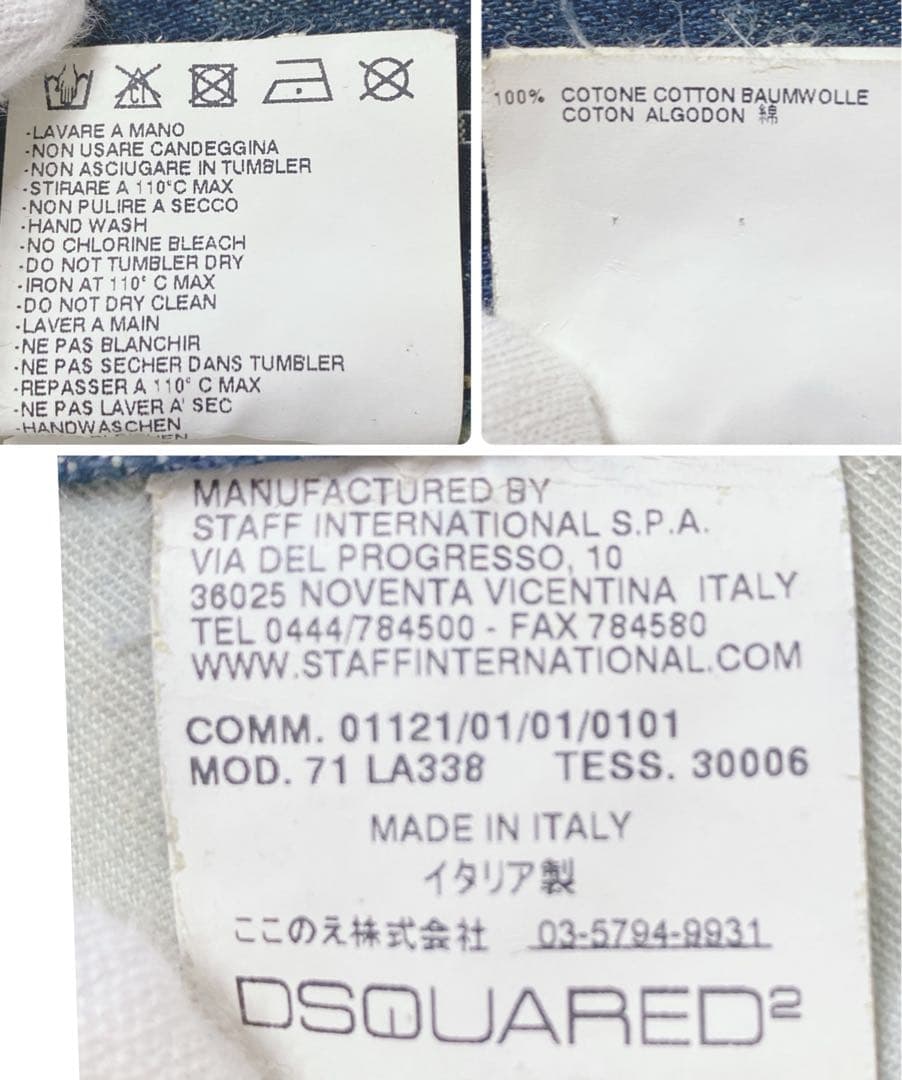 CL
-LAVARE A MANO
-NON USARE CANDEGGINA
-NON ASCIUGARE IN TUMBLER
-STIRARE A 110°C MAX
-NON PULIRE A SECCO
-HAND WASH
-NO CHLORINE BLEACH
-DO NOT TUMBLER DRY
-IRON AT 110° C MAX
-DO NOT DRY CLEAN
-LAVER A MAIN
-NE PAS BLANCHIR
-NE PAS SECHER DANS TUMBLER
-REPASSER A 110° C MAX
-NE PAS LAVER A' SEC
-HANDWASCHEN
100% COTONE COTTON BAUMWOLLE
COTON ALGODON 綿
MANUFACTURED BY
STAFF INTERNATIONAL S.P.A.
VIA DEL PROGRESSO, 10
36025 NOVENTA VICENTINA ITALY
TEL 0444/784500 - FAX 784580
WWW.STAFFINTERNATIONAL.COM
COMM. 01121/01/01/0101
MOD. 71 LA338 TESS. 30006
MADE IN ITALY
イタリア製
ここのえ株式会社 03-5794-9931
DSQUARED²